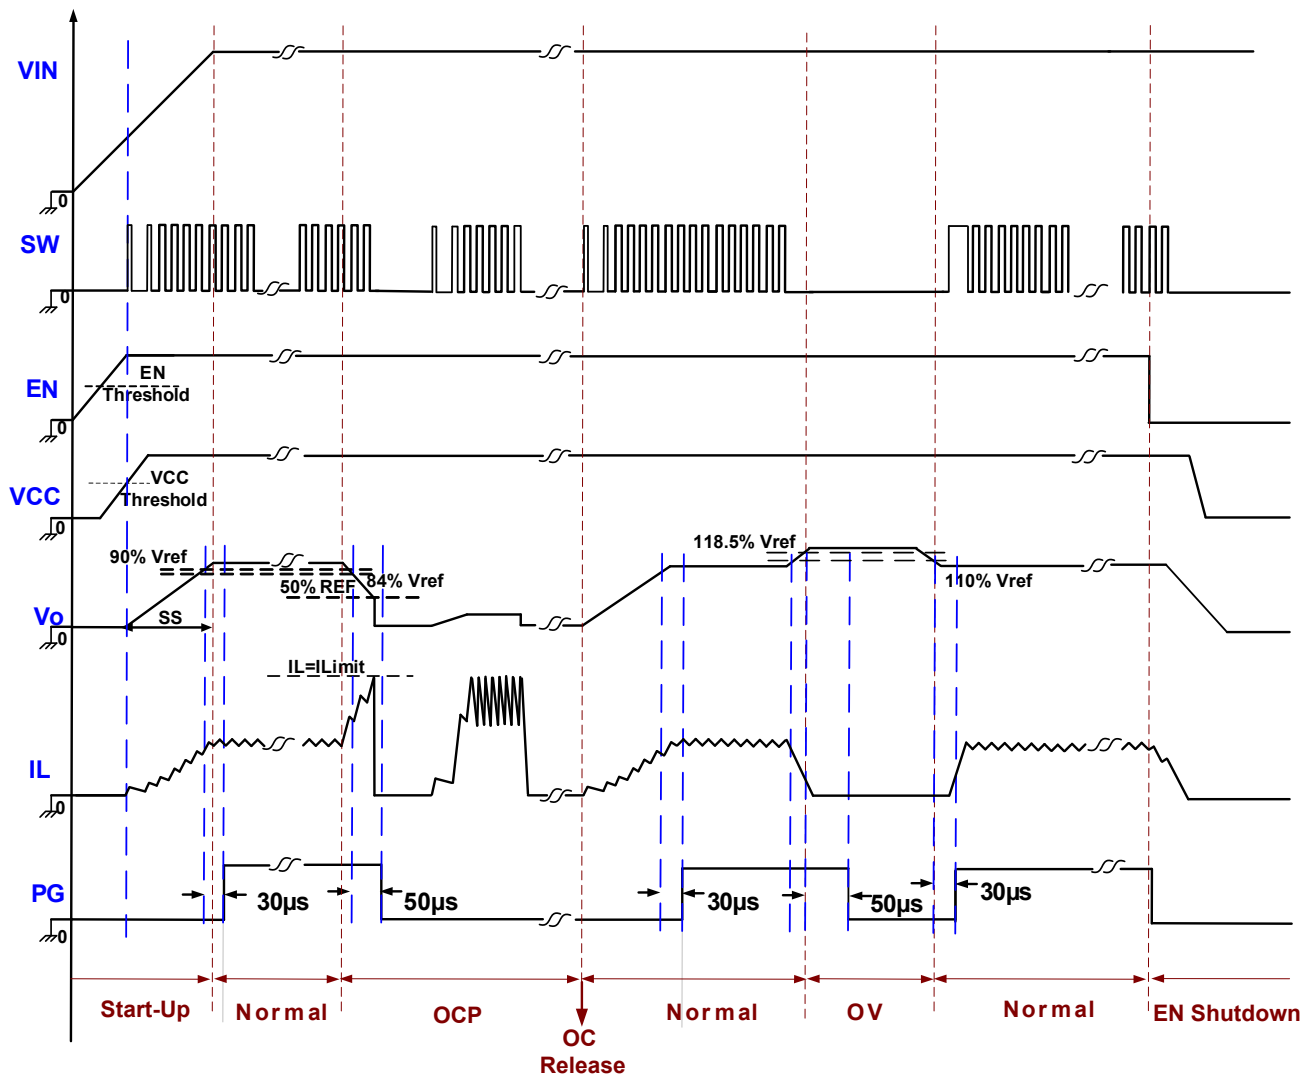 VIN
0
SW
0
EN
EN
Threshold
0
VCC
VCC
Threshold
0
118.5% Vref
90% Vref
50% REF
84% Vref
110% Vref
Vo
SS
0
IL=ILimit
IL
0
PG
30µs
50µs
30µs
50µs
30µs
0
Start-Up
Normal
OCP
Normal
OV
Normal
EN Shutdown
OC
Release